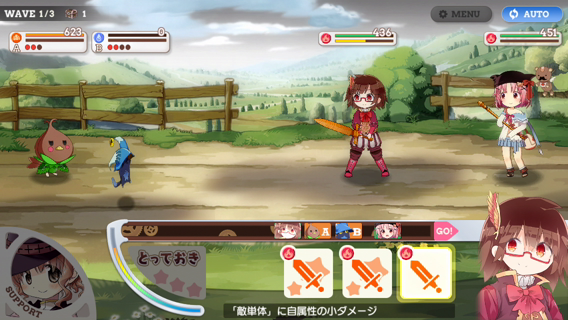 WAVE 1/3 1
MENU
AUTO
623
A
0
B
436
451
A
B
GO!
とっておき
SUPPORT
「敵単体」に自属性の小ダメージ